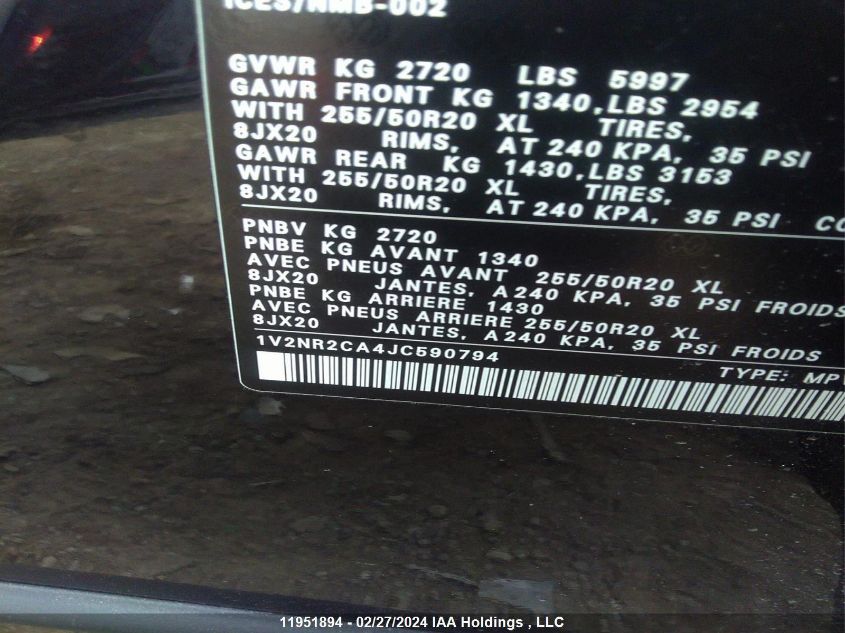 ICES/NMB-002
GVWR KG 2720 LBS 5997
GAWR FRONT KG 1340,LBS 2954
WITH 255/50R20 XL TIRES,
8JX20 RIMS, AT 240 KPA, 35 PSI
GAWR REAR KG 1430,LBS 3153
WITH 255/50R20 XL TIRES,
8JX20 RIMS, AT 240 KPA, 35 PSI
PNBV KG 2720
PNBE KG AVANT 1340
AVEC PNEUS AVANT 255/50R20 XL
8JX20 JANTES, A240 KPA, 35 PSI FROIDS
PNBE KG ARRIERE 1430
AVEC PNEUS ARRIERE 255/50R20 XL
8JX20 JANTES, A240 KPA, 35 PSI FROIDS
1V2NR2CA4JC590794
TYPE: MPV
11951894 - 02/27/2024 IAA Holdings , LLC